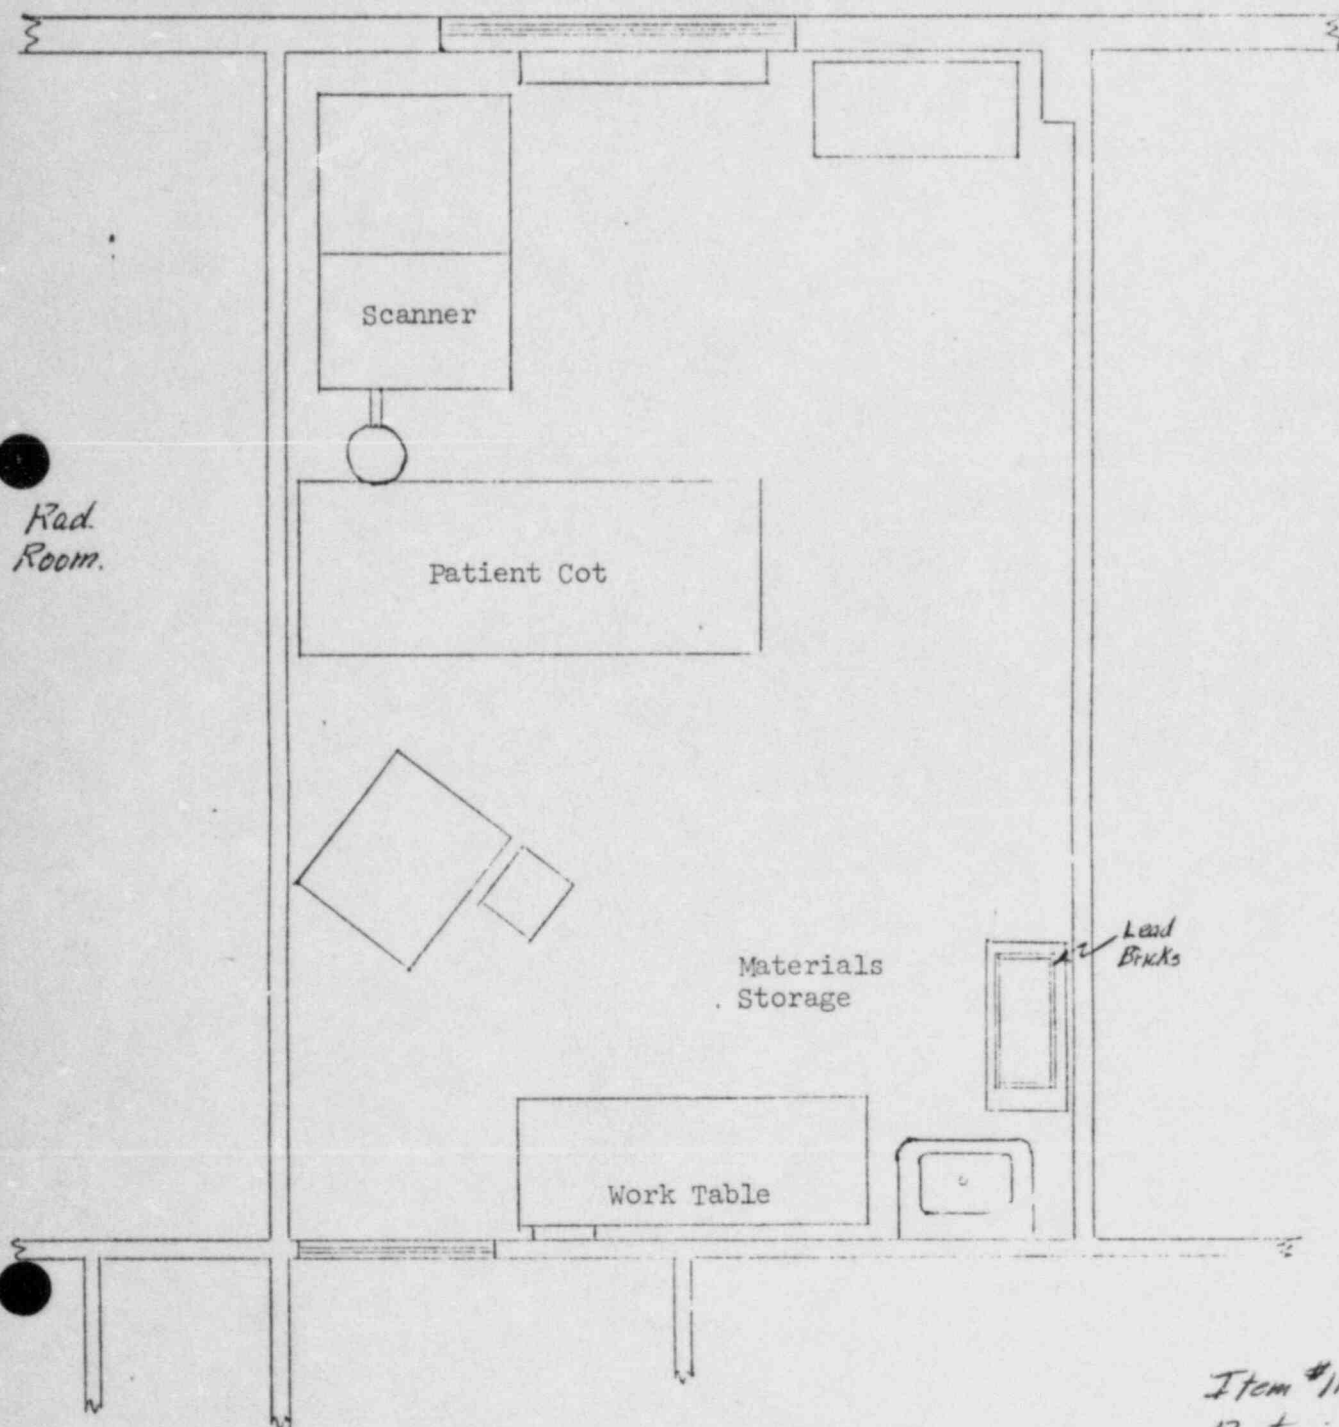 Scanner
Rad.
Room.
Patient Cot
Lead
Bricks
Materials
Storage
Work Table
Item #